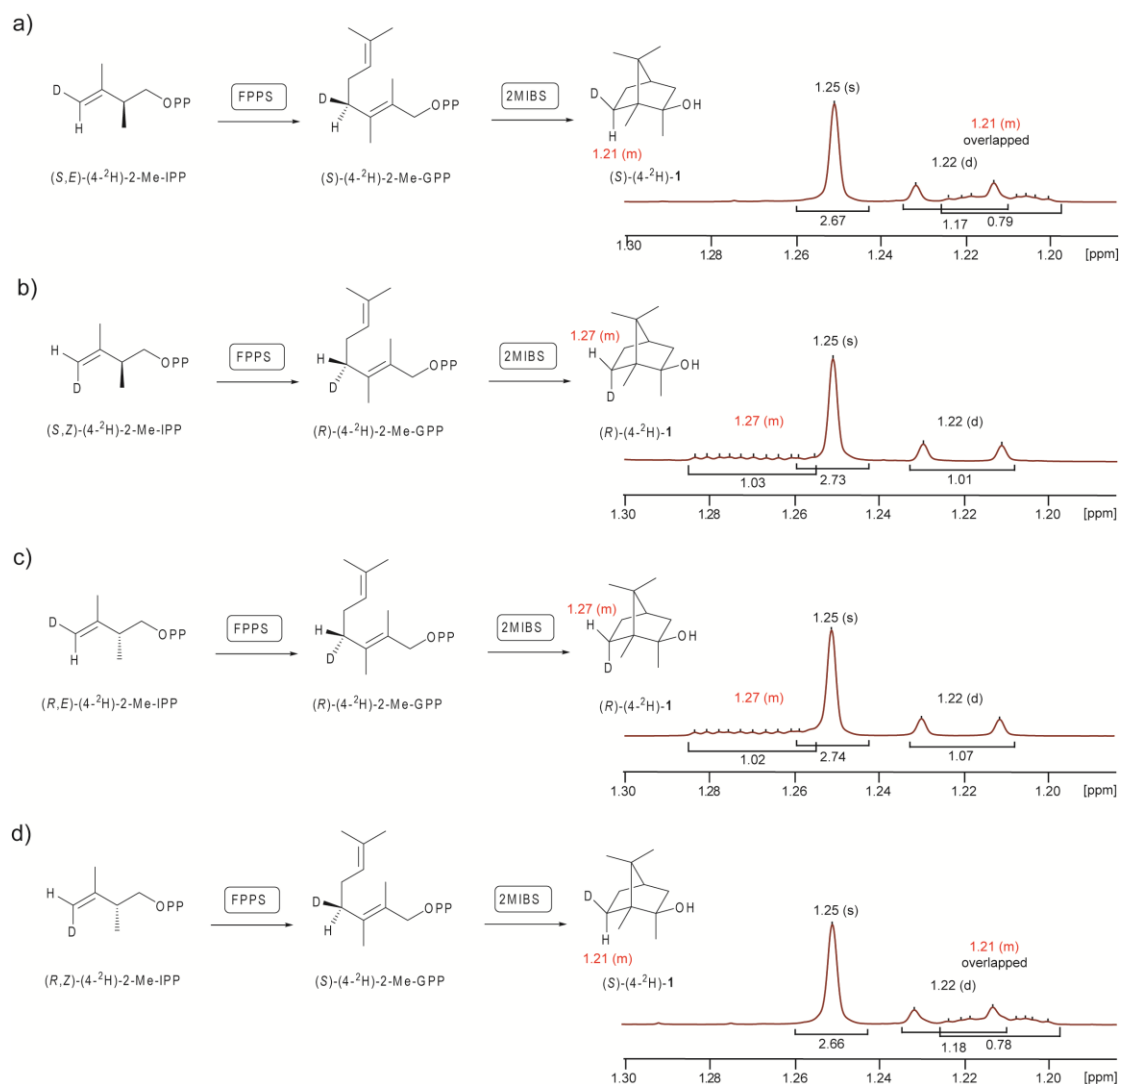 a)
D
H
OPP
(S,E)-(4-²H)-2-Me-IPP
FPPS
D
H
OPP
(S)-(4-²H)-2-Me-GPP
2MIBS
D
H
OH
1.21 (m)
(S)-(4-²H)-1
1.25 (s)
1.21 (m)
overlapped
1.22 (d)
2.67
1.17
0.79
1.30 1.28 1.26 1.24 1.22 1.20 [ppm]
b)
H
D
OPP
(S,Z)-(4-²H)-2-Me-IPP
FPPS
H
D
OPP
(R)-(4-²H)-2-Me-GPP
2MIBS
1.27 (m)
H
D
OH
(R)-(4-²H)-1
1.25 (s)
1.27 (m)
1.22 (d)
1.03
2.73
1.01
1.30 1.28 1.26 1.24 1.22 1.20 [ppm]
c)
D
H
OPP
(R,E)-(4-²H)-2-Me-IPP
FPPS
H
D
OPP
(R)-(4-²H)-2-Me-GPP
2MIBS
1.27 (m)
H
D
OH
(R)-(4-²H)-1
1.25 (s)
1.27 (m)
1.22 (d)
1.02
2.74
1.07
1.30 1.28 1.26 1.24 1.22 1.20 [ppm]
d)
H
D
OPP
(R,Z)-(4-²H)-2-Me-IPP
FPPS
D
H
OPP
(S)-(4-²H)-2-Me-GPP
2MIBS
D
H
OH
1.21 (m)
(S)-(4-²H)-1
1.25 (s)
1.21 (m)
overlapped
1.22 (d)
2.66
1.18
0.78
1.30 1.28 1.26 1.24 1.22 1.20 [ppm]